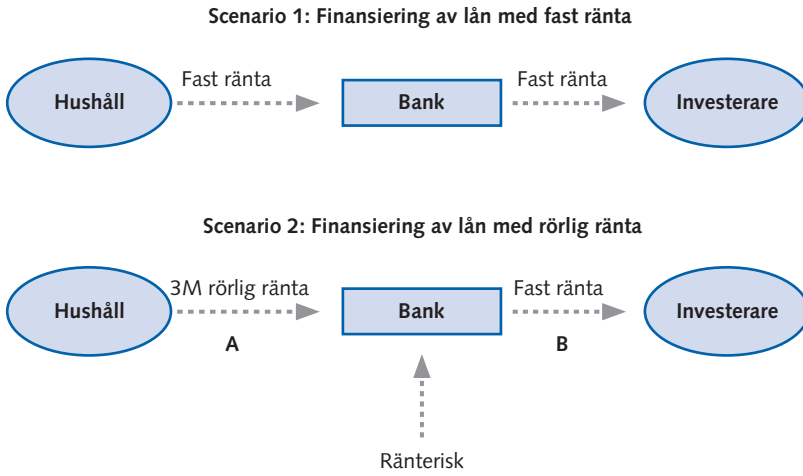 Scenario 1: Finansiering av lån med fast ränta
Hushåll
Fast ränta
Bank
Fast ränta
Investerare
Scenario 2: Finansiering av lån med rörlig ränta
Hushåll
3M rörlig ränta
A
Bank
Fast ränta
B
Investerare
Ränterisk